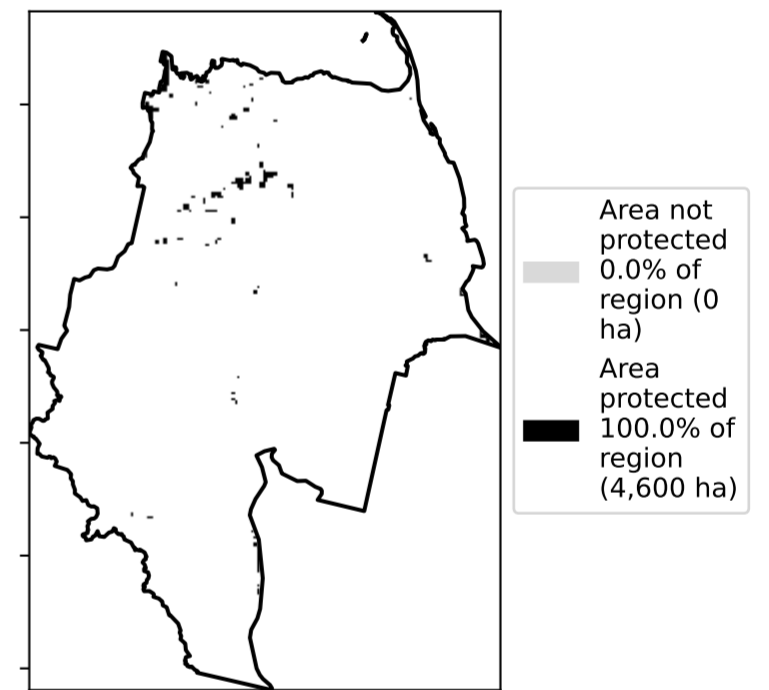 Area not
protected
0.0% of
region (0
ha)
Area
protected
100.0% of
region
(4,600 ha)